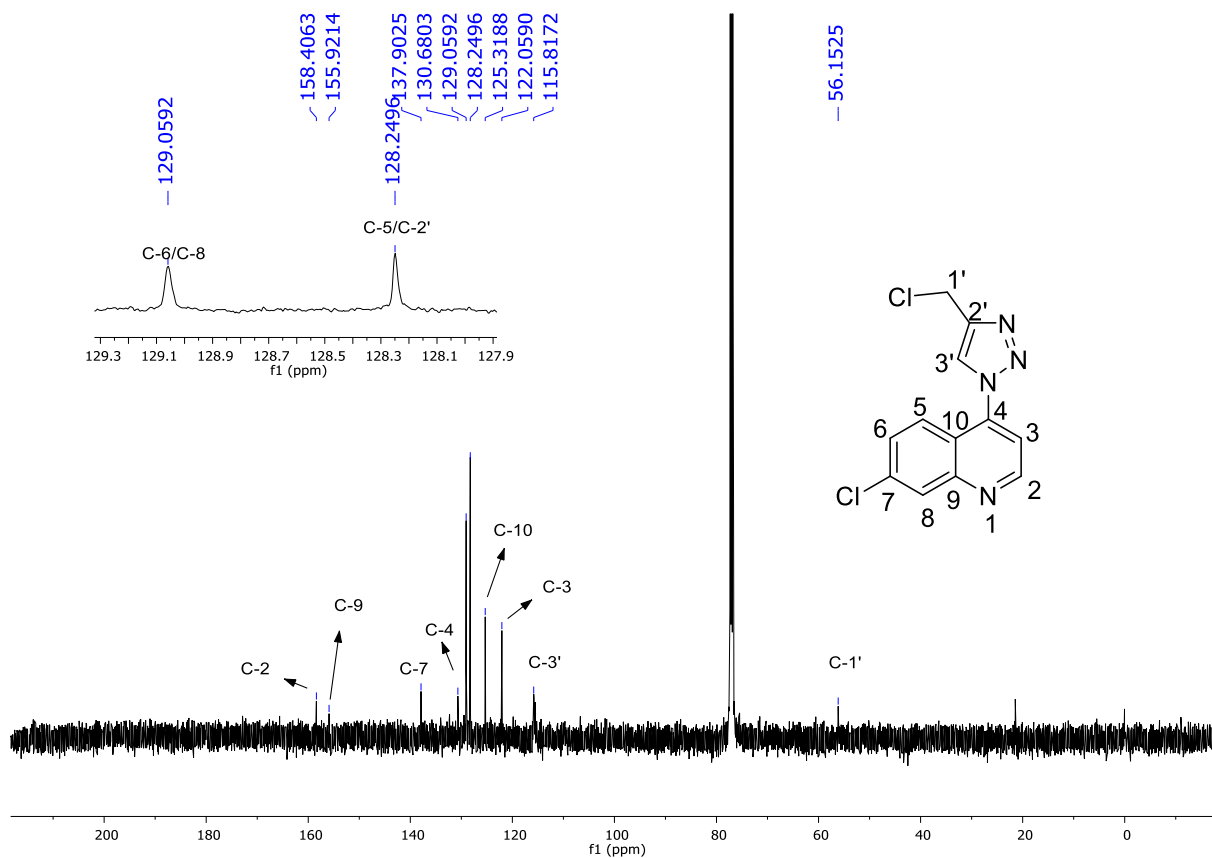 158.4063
155.9214
137.9025
130.6803
129.0592
128.2496
125.3188
122.0590
115.8172
56.1525
129.0592
128.2496
C-6/C-8
C-5/C-2'
129.3 129.1 128.9 128.7 128.5 128.3 128.1 127.9
f1 (ppm)
Cl 1'
2' N
3' N
N
5 10 4
6 3
Cl 7 9 N 2
8 1
C-10
C-9
C-3
C-4
C-2
C-7
C-3'
C-1'
200 180 160 140 120 100 80 60 40 20 0
f1 (ppm)